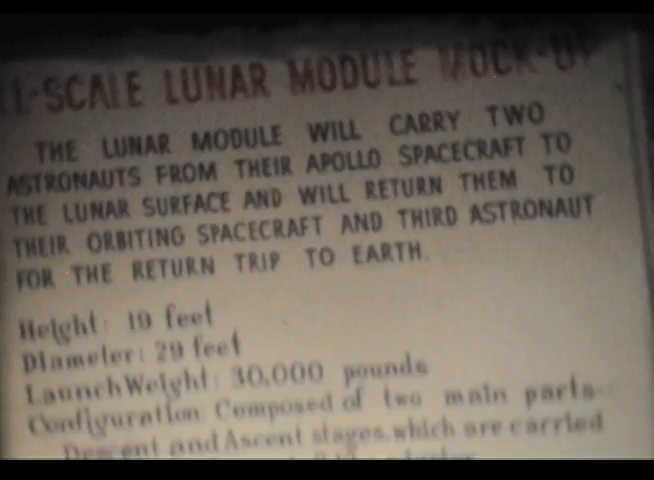 LL-SCALE LUNAR MODULE MOCK-UP
THE LUNAR MODULE WILL CARRY TWO
ASTRONAUTS FROM THEIR APOLLO SPACECRAFT TO
THE LUNAR SURFACE AND WILL RETURN THEM TO
THEIR ORBITING SPACECRAFT AND THIRD ASTRONAUT
FOR THE RETURN TRIP TO EARTH.
Height: 19 feet
Diameter: 29 feet
Launch Weight: 30,000 pounds
Configuration: Composed of two main parts-
Descent and Ascent stages, which are carried